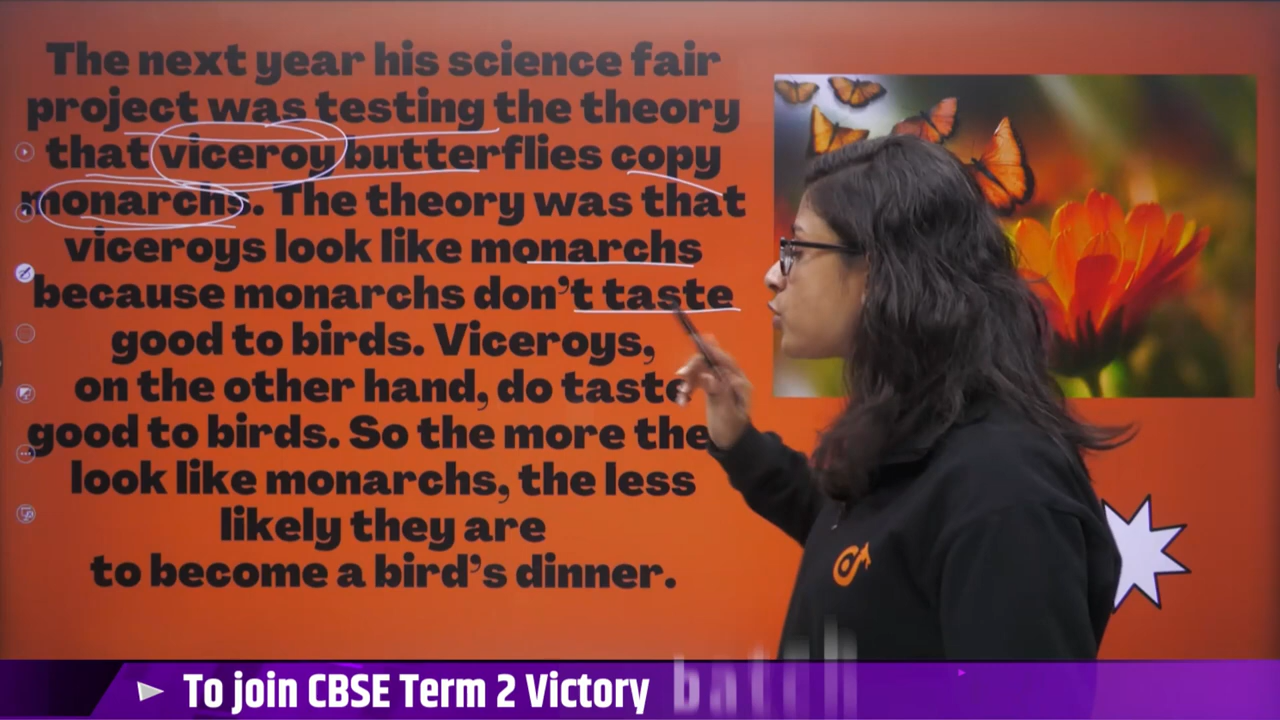 The next year his science fair
project was testing the theory
that viceroy butterflies copy
monarchs. The theory was that
viceroys look like monarchs
because monarchs don't taste
good to birds. Viceroys,
on the other hand, do taste
good to birds. So the more they
look like monarchs, the less
likely they are
to become a bird's dinner.
To join CBSE Term 2 Victory batch